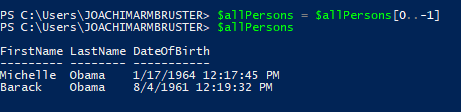 PS C:\Users\JOACHIMARMBRUSTER> $allPersons = $allPersons[0..-1]
PS C:\Users\JOACHIMARMBRUSTER> $allPersons
FirstName LastName DateOfBirth
--------- -------- -----------
Michelle Obama 1/17/1964 12:17:45 PM
Barack Obama 8/4/1961 12:19:32 PM